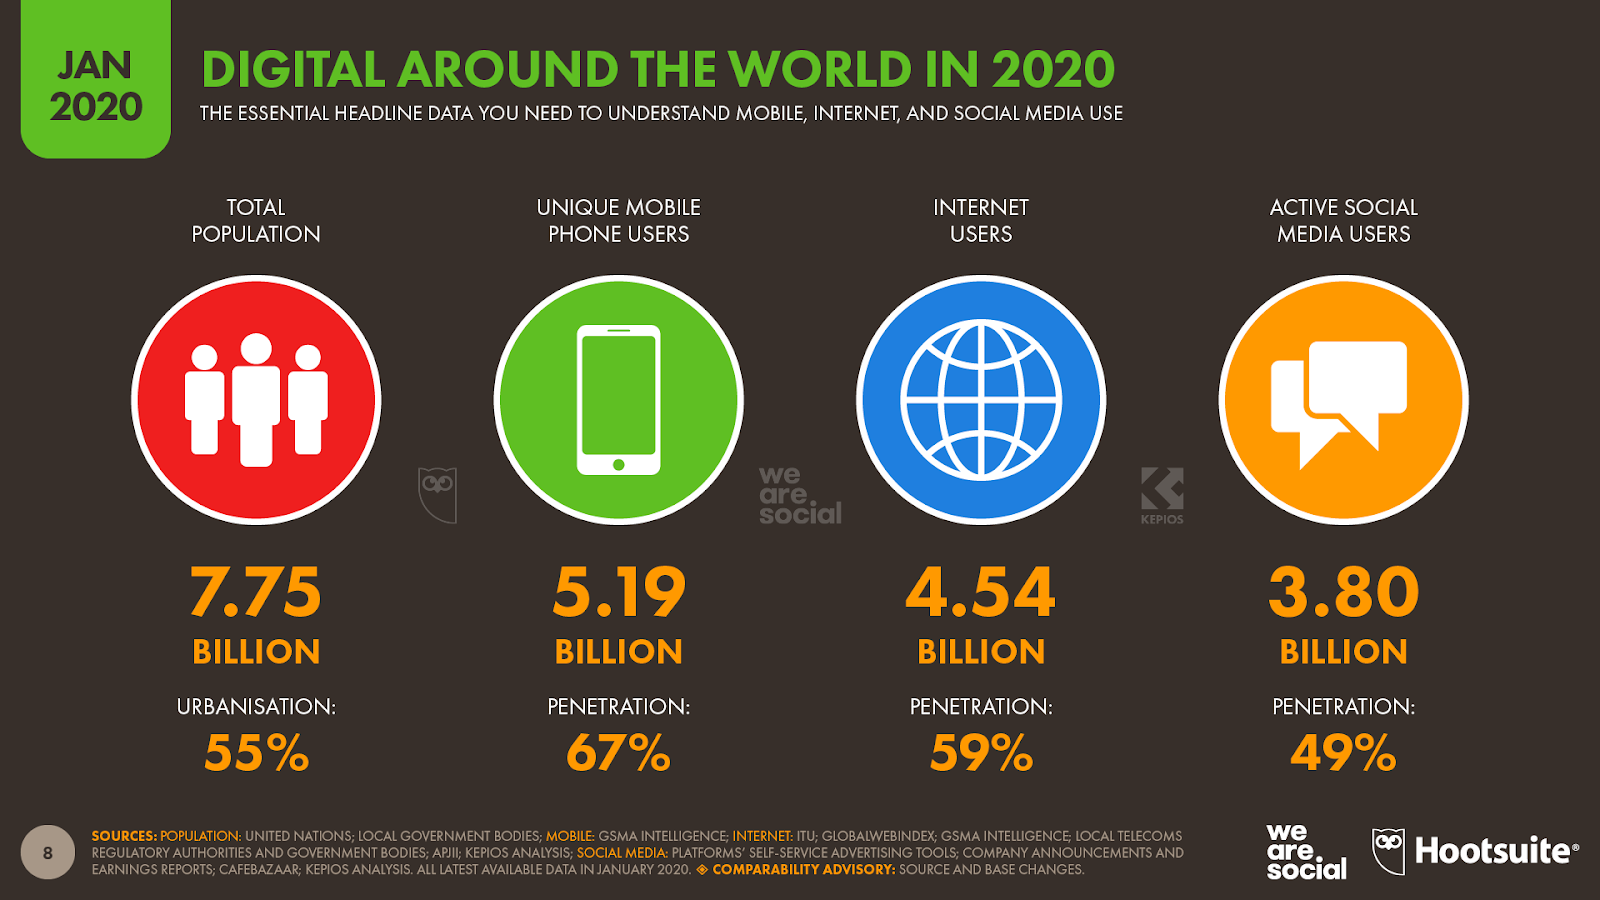 JAN
2020
DIGITAL AROUND THE WORLD IN 2020
THE ESSENTIAL HEADLINE DATA YOU NEED TO UNDERSTAND MOBILE, INTERNET, AND SOCIAL MEDIA USE
TOTAL
POPULATION
UNIQUE MOBILE
PHONE USERS
INTERNET
USERS
ACTIVE SOCIAL
MEDIA USERS
we
are
social
KEPIOS
7.75
BILLION
URBANISATION:
55%
5.19
BILLION
PENETRATION:
67%
4.54
BILLION
PENETRATION:
59%
3.80
BILLION
PENETRATION:
49%
8
SOURCES: POPULATION: UNITED NATIONS; LOCAL GOVERNMENT BODIES; MOBILE: GSMA INTELLIGENCE; INTERNET: ITU; GLOBALWEBINDEX; GSMA INTELLIGENCE; LOCAL TELECOMS
REGULATORY AUTHORITIES AND GOVERNMENT BODIES; APJII; KEPIOS ANALYSIS; SOCIAL MEDIA: PLATFORMS' SELF-SERVICE ADVERTISING TOOLS; COMPANY ANNOUNCEMENTS AND
EARNINGS REPORTS; CAFEBAZAAR; KEPIOS ANALYSIS. ALL LATEST AVAILABLE DATA IN JANUARY 2020. ◈ COMPARABILITY ADVISORY: SOURCE AND BASE CHANGES.
we
are
social
Hootsuite®